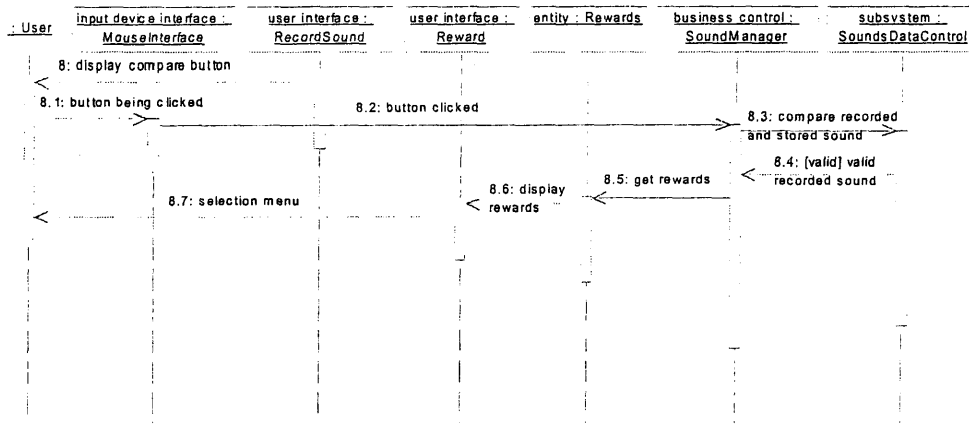 : User
input device interface :
MouseInterface
user interface :
RecordSound
user interface :
Reward
entity : Rewards
business control :
SoundManager
subsystem :
SoundsDataControl
8: display compare button
8.1: button being clicked
8.2: button clicked
8.3: compare recorded
and stored sound
8.4: [valid] valid
recorded sound
8.5: get rewards
8.6: display
rewards
8.7: selection menu